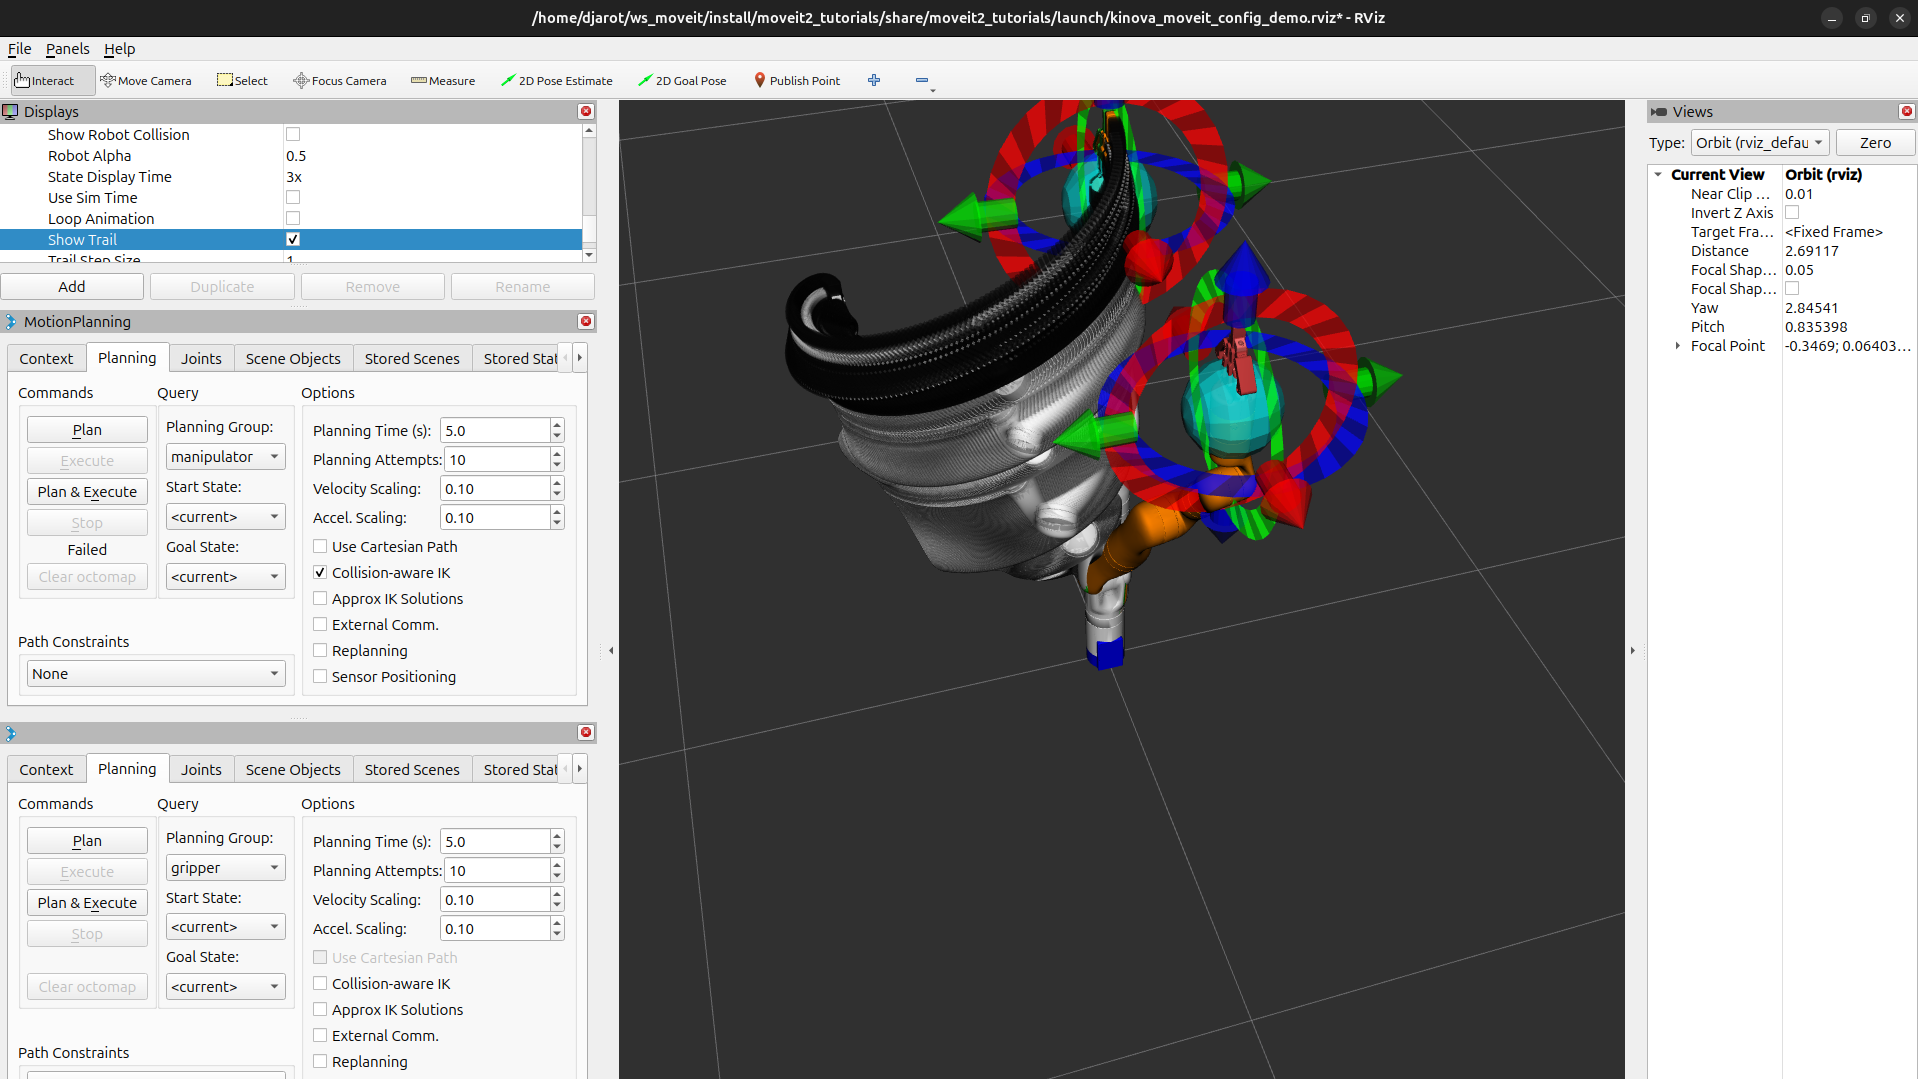 /home/djarot/ws_moveit/install/moveit2_tutorials/share/moveit2_tutorials/launch/kinova_moveit_config_demo.rviz* - RViz
File Panels Help
Interact Move Camera Select Focus Camera Measure 2D Pose Estimate 2D Goal Pose Publish Point
Displays
Show Robot Collision
Robot Alpha 0.5
State Display Time 3x
Use Sim Time
Loop Animation
Show Trail
Trail Step Size 1
Add Duplicate Remove Rename
MotionPlanning
Context Planning Joints Scene Objects Stored Scenes Stored Stat
Commands Query Options
Plan
Execute
Plan & Execute
Stop
Failed
Clear octomap
Planning Group:
manipulator
Start State:
<current>
Goal State:
<current>
Planning Time (s): 5.0
Planning Attempts: 10
Velocity Scaling: 0.10
Accel. Scaling: 0.10
Use Cartesian Path
Collision-aware IK
Approx IK Solutions
External Comm.
Replanning
Sensor Positioning
Path Constraints
None
Context Planning Joints Scene Objects Stored Scenes Stored Stat
Commands Query Options
Plan
Execute
Plan & Execute
Stop
Clear octomap
Planning Group:
gripper
Start State:
<current>
Goal State:
<current>
Planning Time (s): 5.0
Planning Attempts: 10
Velocity Scaling: 0.10
Accel. Scaling: 0.10
Use Cartesian Path
Collision-aware IK
Approx IK Solutions
External Comm.
Replanning
Path Constraints
Views
Type: Orbit (rviz_defau Zero
Current View Orbit (rviz)
Near Clip ... 0.01
Invert Z Axis
Target Fra... <Fixed Frame>
Distance 2.69117
Focal Shap... 0.05
Focal Shap...
Yaw 2.84541
Pitch 0.835398
Focal Point -0.3469; 0.06403...